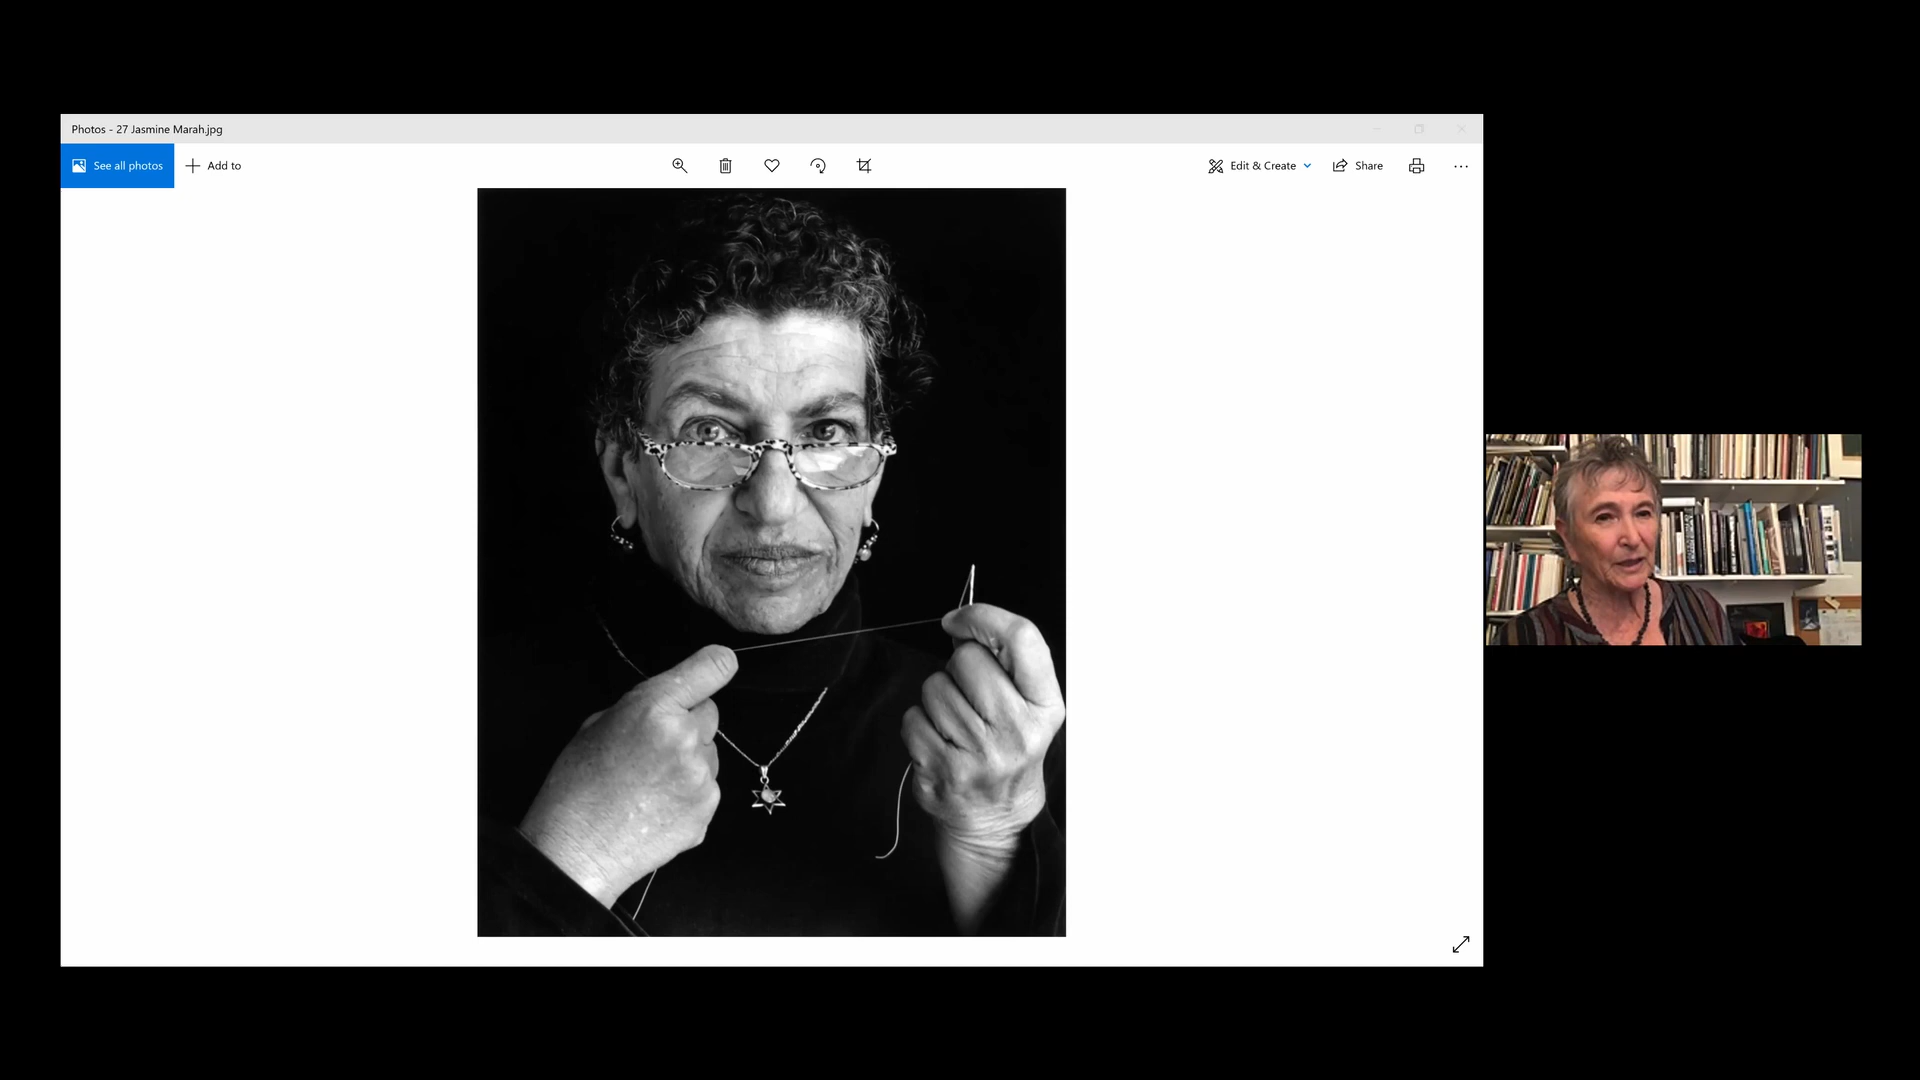 Photos - 27 Jasmine Marah.jpg
See all photos
Add to
Edit & Create
Share